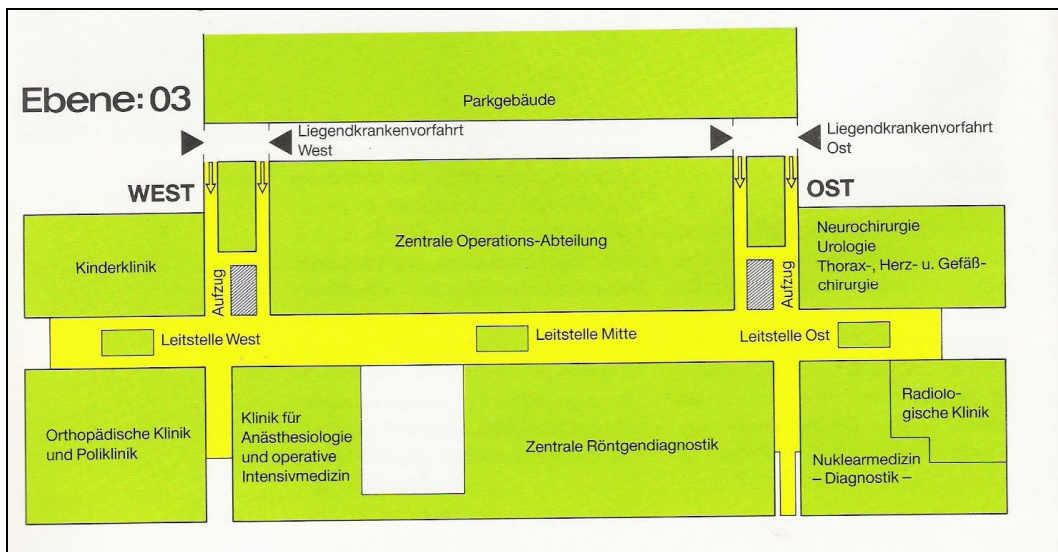 Ebene: 03
Parkgebäude
Liegendkrankenvorfahrt
West
Liegendkrankenvorfahrt
Ost
WEST
OST
Kinderklinik
Aufzug
Zentrale Operations-Abteilung
Aufzug
Neurochirurgie
Urologie
Thorax-, Herz- u. Gefäß-
chirurgie
Leitstelle West
Leitstelle Mitte
Leitstelle Ost
Orthopädische Klinik
und Poliklinik
Klinik für
Anästhesiologie
und operative
Intensivmedizin
Zentrale Röntgendiagnostik
Radiolo-
gische Klinik
Nuklearmedizin
– Diagnostik –